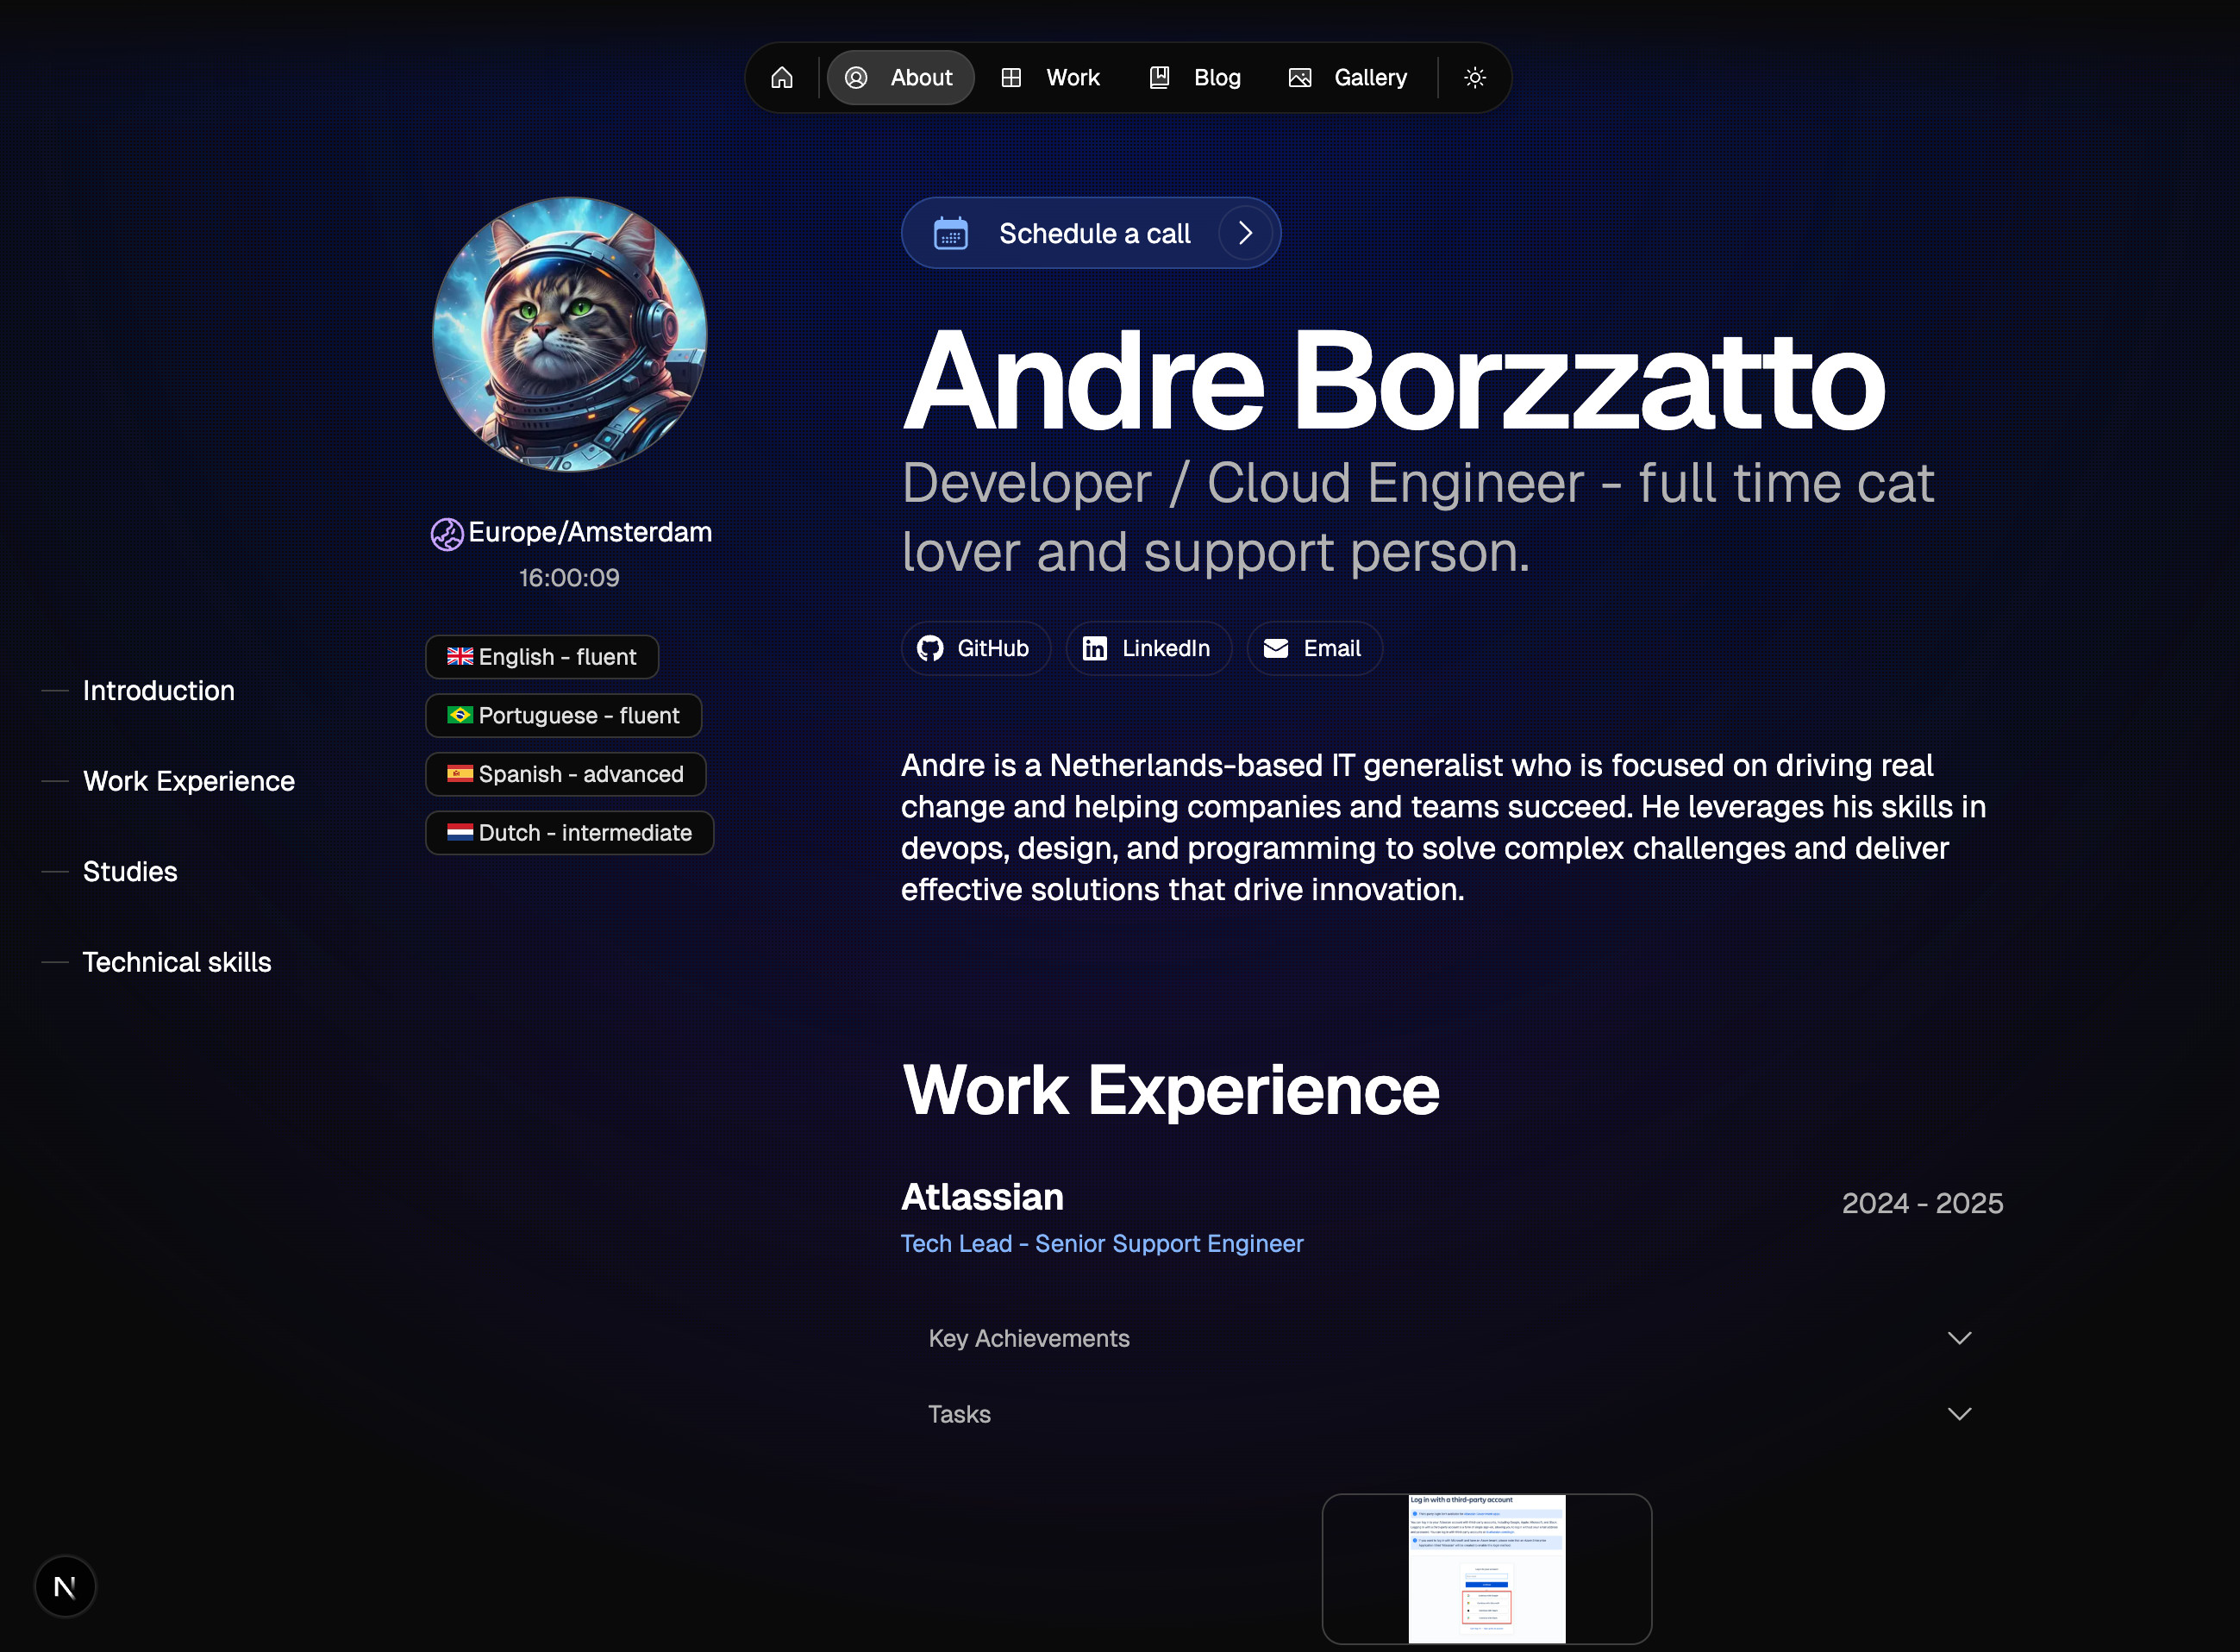 About
Work
Blog
Gallery
Schedule a call
Andre Borzzatto
Developer / Cloud Engineer - full time cat
lover and support person.
Europe/Amsterdam
16:00:09
English - fluent
Portuguese - fluent
Spanish - advanced
Dutch - intermediate
GitHub
LinkedIn
Email
Introduction
Work Experience
Studies
Technical skills
Andre is a Netherlands-based IT generalist who is focused on driving real
change and helping companies and teams succeed. He leverages his skills in
devops, design, and programming to solve complex challenges and deliver
effective solutions that drive innovation.
Work Experience
Atlassian
2024 - 2025
Tech Lead - Senior Support Engineer
Key Achievements
Tasks
Log in with a third-party account
N